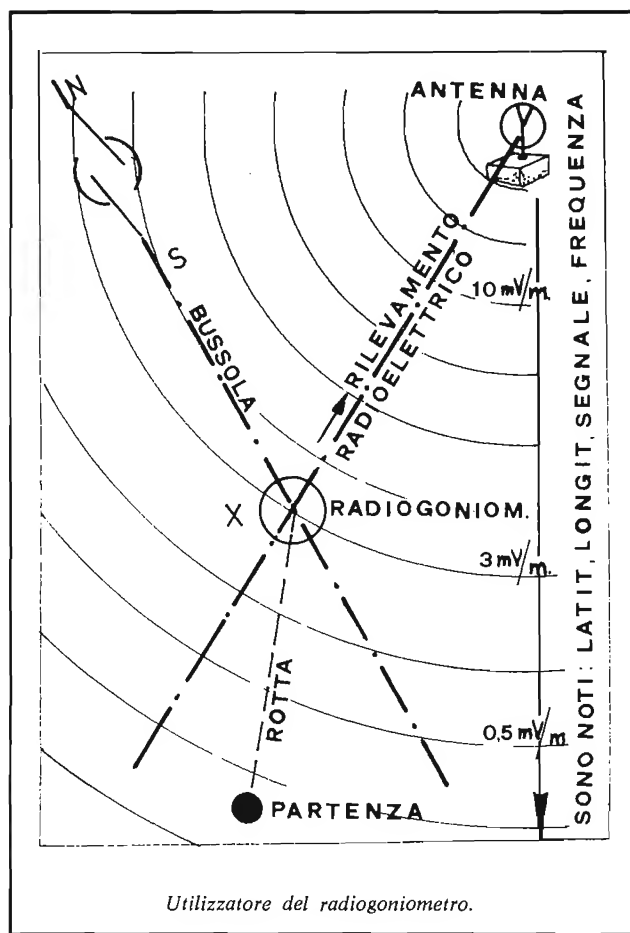 ANTENNA
N
S
BUSSOLA
RILEVAMENTO
RADIOELETTRICO
10 mV/m.
X
RADIOGONIOM.
3 mV/m.
ROTTA
0,5 mV/m
PARTENZA
SONO NOTI: LATIT, LONGIT, SEGNALE, FREQUENZA
Utilizzatore del radiogoniometro.